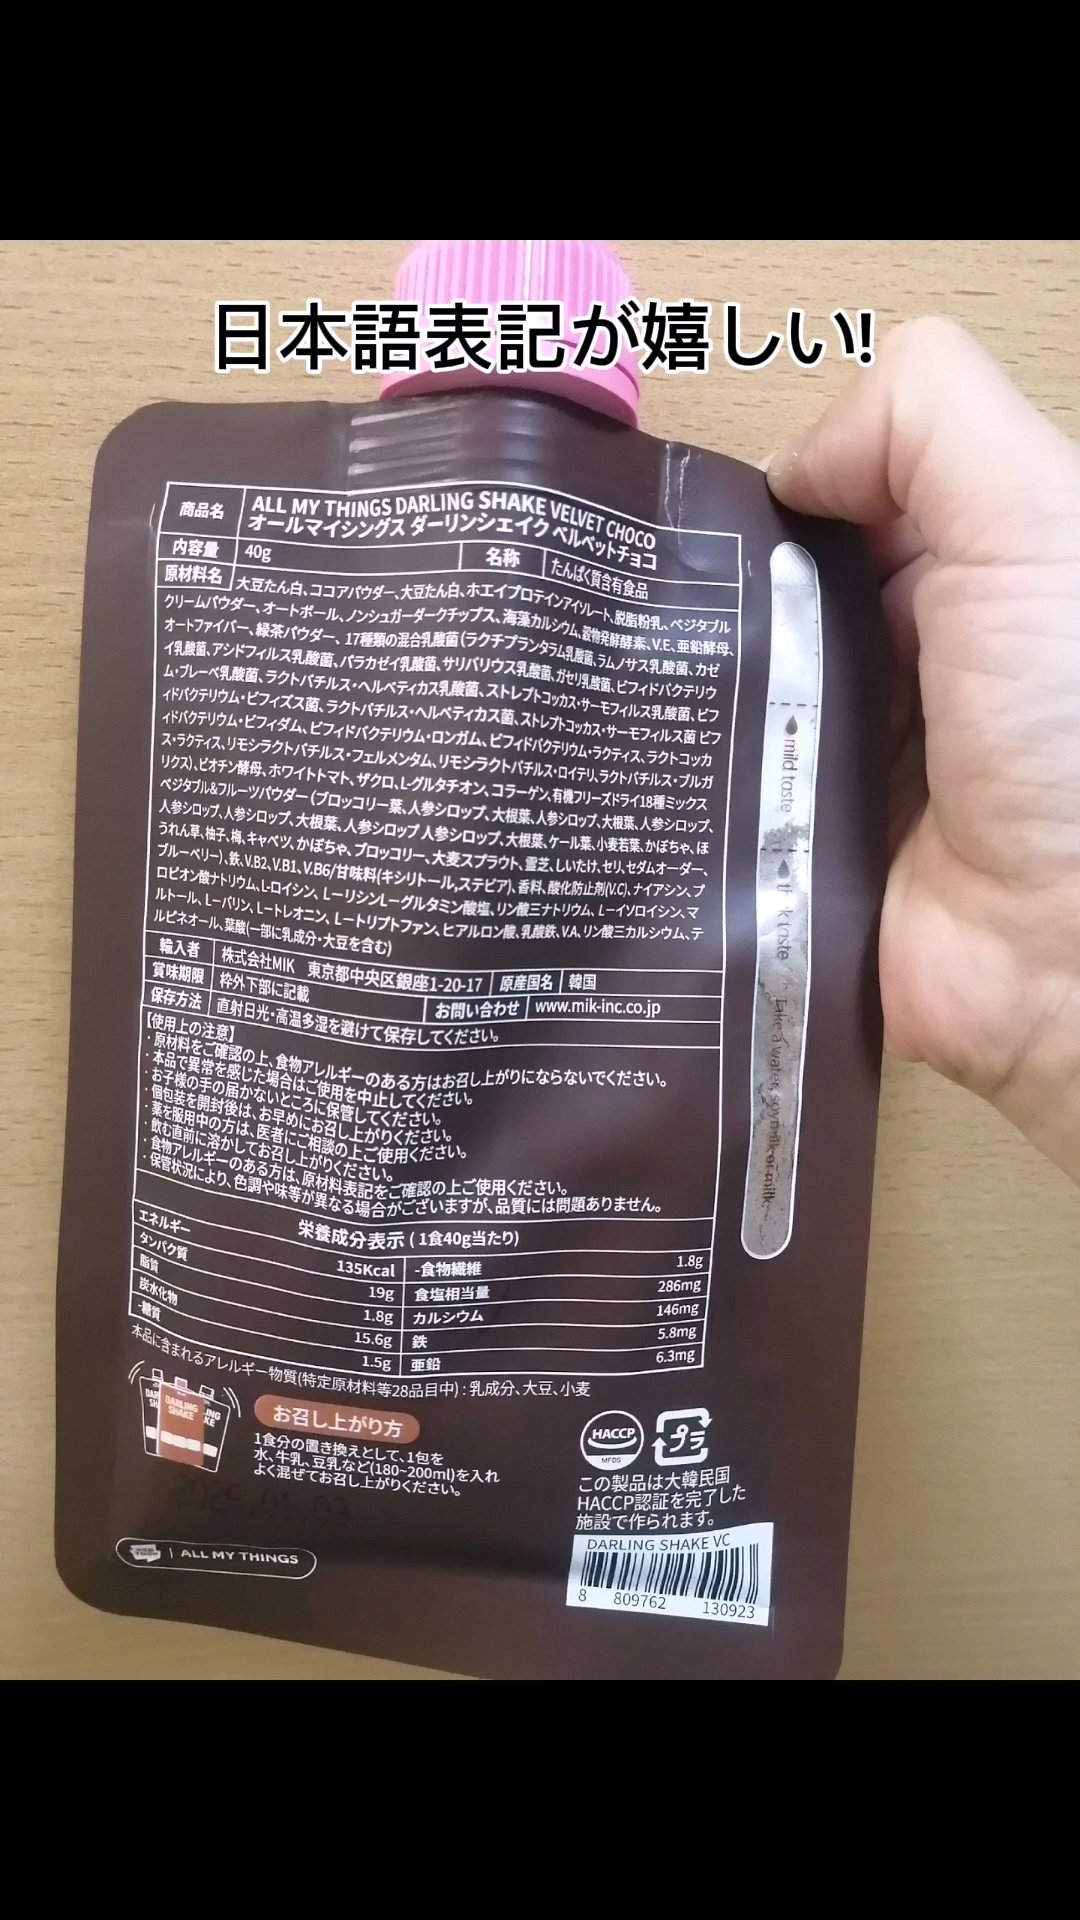 日本語表記が嬉しい!
商品名 ALL MY THINGS DARLING SHAKE VELVET CHOCO
オールマイシングス ダーリンシェイク ベルベットチョコ
内容量 40g 名称 たんぱく質含有食品
原材料名 大豆たん白、ココアパウダー、大豆たん白、ホエイプロテインアイソレート、脱脂粉乳、ベジタブル
クリームパウダー、オートポール、ノンシュガーダークチップス、海藻カルシウム、穀物発酵酵素、V.E、亜鉛酵母、
オートファイバー、緑茶パウダー、17種類の混合乳酸菌(ラクチプランタラム乳酸菌、ラムノサス乳酸菌、カゼ
イ乳酸菌、アシドフィルス乳酸菌、パラカゼイ乳酸菌、サリバリウス乳酸菌、ガセリ乳酸菌、ビフィドバクテリウ
ム・ブレーベ乳酸菌、ラクトバチルス・ヘルベティカス乳酸菌、ストレプトコッカス・サーモフィルス乳酸菌、ビフ
ィドバクテリウム・ビフィズス菌、ラクトバチルス・ヘルベティカス菌、ストレプトコッカス・サーモフィルス菌 ビフ
ィドバクテリウム・ビフィダム、ビフィドバクテリウム・ロンガム、ビフィドバクテリウム・ラクティス、ラクトコッカ
ス・ラクティス、リモシラクトバチルス・フェルメンタム、リモシラクトバチルス・ロイテリ、ラクトバチルス・ブルガ
リクス)、ビオチン酵母、ホワイトトマト、ザクロ、L-グルタチオン、コラーゲン、有機フリーズドライ18種ミックス
ベジタブル&フルーツパウダー(ブロッコリー葉、人参シロップ、大根葉、人参シロップ、大根葉、人参シロップ、
人参シロップ、人参シロップ、大根葉、人参シロップ 人参シロップ、大根葉、ケール葉、小麦若葉、かぼちゃ、ほ
うれん草、柚子、梅、キャベツ、かぼちゃ、ブロッコリー、大麦スプラウト、霊芝、しいたけ、セリ、セダムオーダー、
ブルーベリー)、鉄、V.B2、V.B1、V.B6/甘味料(キシリトール,ステビア)、香料、酸化防止剤(V.C)、ナイアシン、プ
ロピオン酸ナトリウム、L-ロイシン、L-リシンL-グルタミン酸塩、リン酸三ナトリウム、L-イソロイシン、マ
ルトール、L-バリン、L-トレオニン、L-トリプトファン、ヒアルロン酸、乳酸鉄、V.A、リン酸三カルシウム、テ
ルピネオール、葉酸(一部に乳成分・大豆を含む)
輸入者 株式会社MIK 東京都中央区銀座1-20-17 原産国名 韓国
賞味期限 枠外下部に記載 お問い合わせ www.mik-inc.co.jp
保存方法 直射日光・高温多湿を避けて保存してください。
【使用上の注意】
・原材料をご確認の上、食物アレルギーのある方はお召し上がりにならないでください。
・本品で異常を感じた場合はご使用を中止してください。
・お子様の手の届かないところに保管してください。
・個包装を開封後は、お早めにお召し上がりください。
・薬を服用中の方は、医者にご相談の上ご使用ください。
・飲む直前に溶かしてお召し上がりください。
・食物アレルギーのある方は、原材料表記をご確認の上ご使用ください。
・保管状況により、色調や味等が異なる場合がございますが、品質には問題ありません。
栄養成分表示(1食40g当たり)
エネルギー 135Kcal -食物繊維 1.8g
タンパク質 19g 食塩相当量 286mg
脂質 1.8g カルシウム 146mg
炭水化物 15.6g 鉄 5.8mg
-糖質 1.5g 亜鉛 6.3mg
本品に含まれるアレルギー物質(特定原材料等28品目中):乳成分、大豆、小麦
DARLING SHAKE
お召し上がり方
1食分の置き換えとして、1包を
水、牛乳、豆乳など(180~200ml)を入れ
よく混ぜてお召し上がりください。
HACCP
MFDS
プラ
この製品は大韓民国
HACCP認証を完了した
施設で作られます。
ALL MY THINGS
DARLING SHAKE VC
8 809762 130923
mild taste
taste
Take a water, soymilk or milk